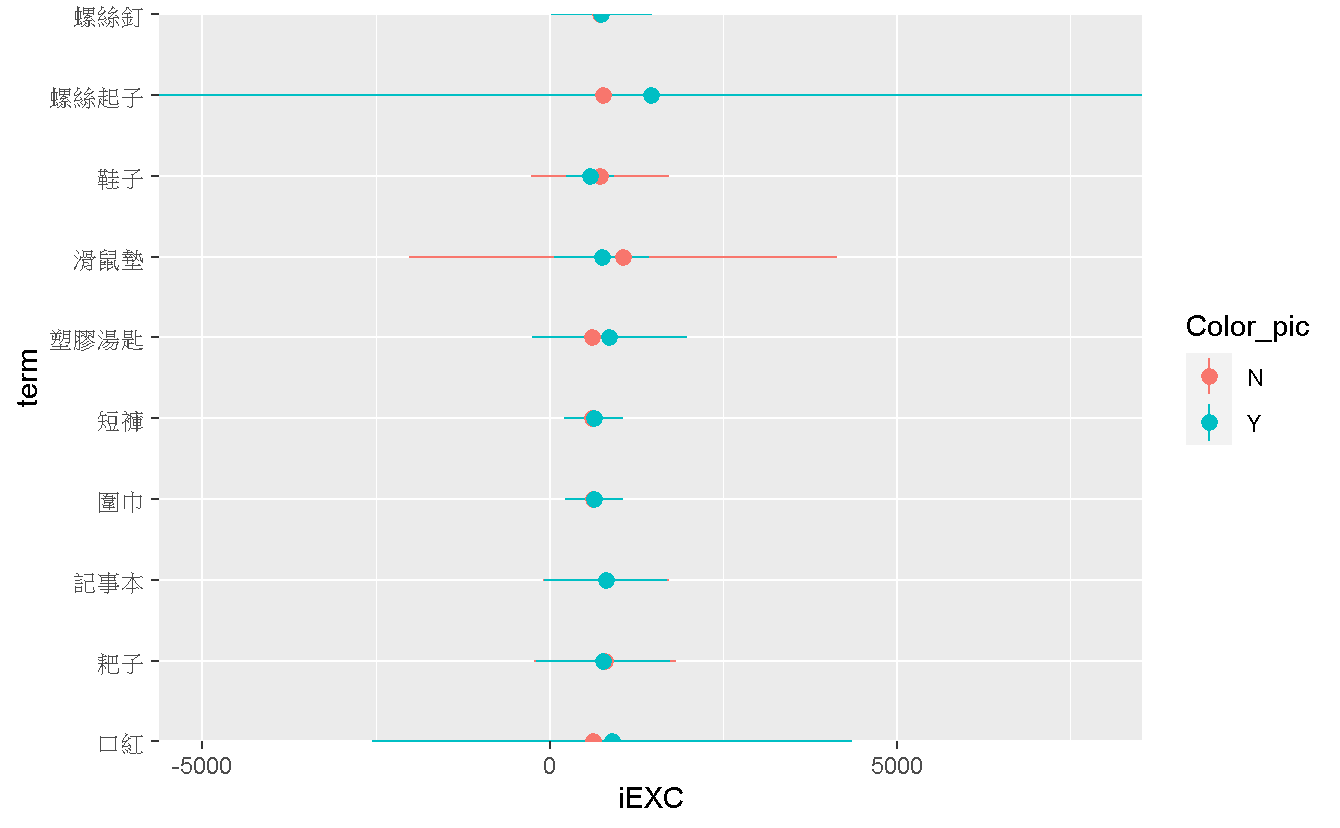 螺絲釘
螺絲起子
鞋子
滑鼠墊
塑膠湯匙
短褲
圍巾
記事本
耙子
口紅
term
-5000
0
5000
iEXC
Color_pic
N
Y